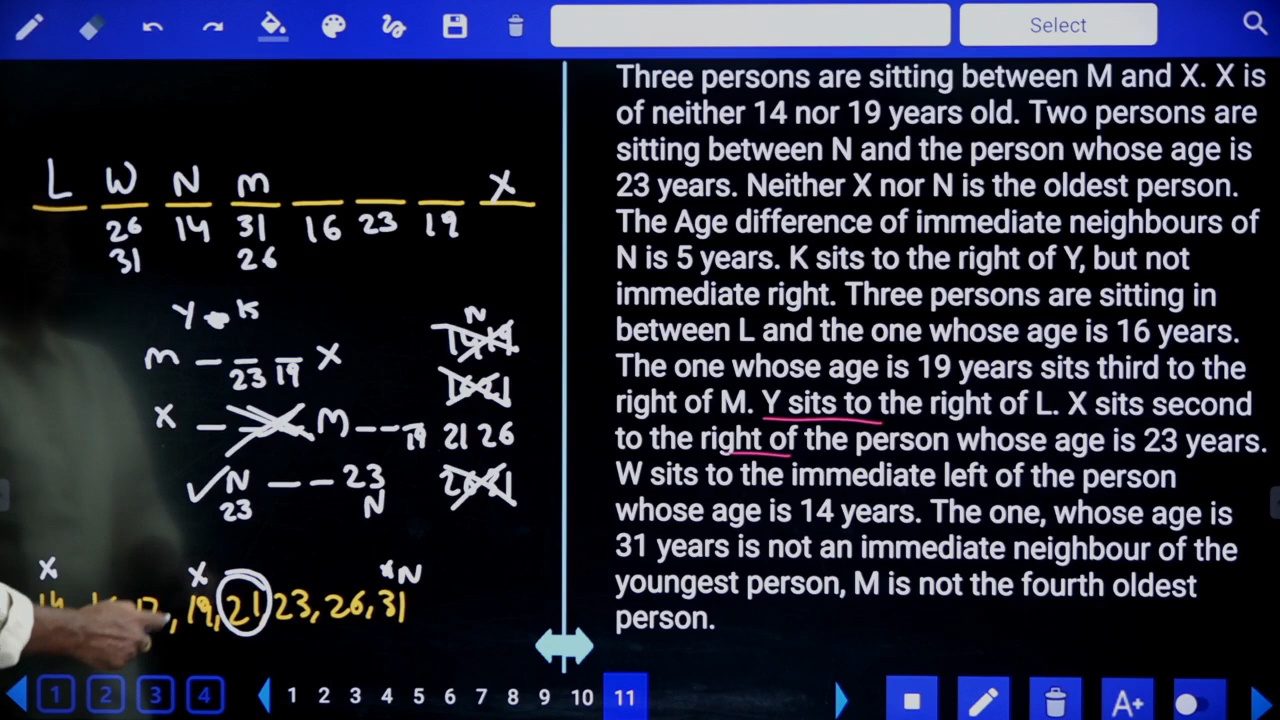 Select
Three persons are sitting between M and X. X is
of neither 14 nor 19 years old. Two persons are
sitting between N and the person whose age is
23 years. Neither X nor N is the oldest person.
The Age difference of immediate neighbours of
N is 5 years. K sits to the right of Y, but not
immediate right. Three persons are sitting in
between L and the one whose age is 16 years.
The one whose age is 19 years sits third to the
right of M. Y sits to the right of L. X sits second
to the right of the person whose age is 23 years.
W sits to the immediate left of the person
whose age is 14 years. The one, whose age is
31 years is not an immediate neighbour of the
youngest person, M is not the fourth oldest
person.
L W N M X
26 14 31 16 23 19
31 26
Y K
N
M – 23 19 X
X – M – – 19 21 26
N – – 23
23 N
X X X N
19, 21 23, 26, 31
1 2 3 4 1 2 3 4 5 6 7 8 9 10 11 A+